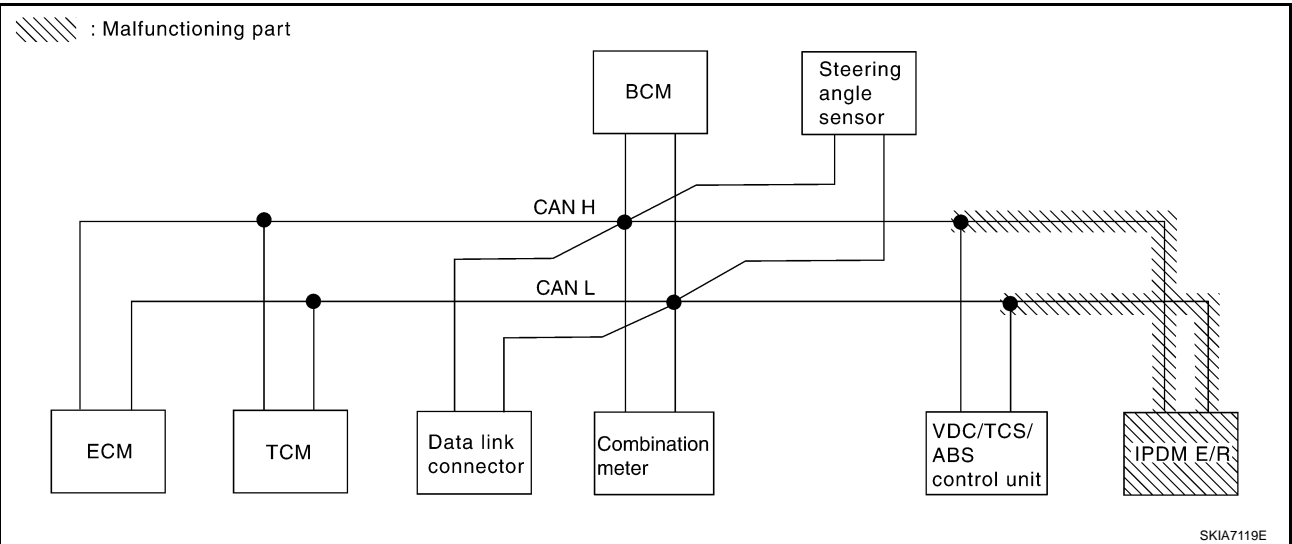 : Malfunctioning part
BCM
Steering
angle
sensor
CAN H
CAN L
ECM
TCM
Data link
connector
Combination
meter
VDC/TCS/
ABS
control unit
IPDM E/R
SKIA7119E